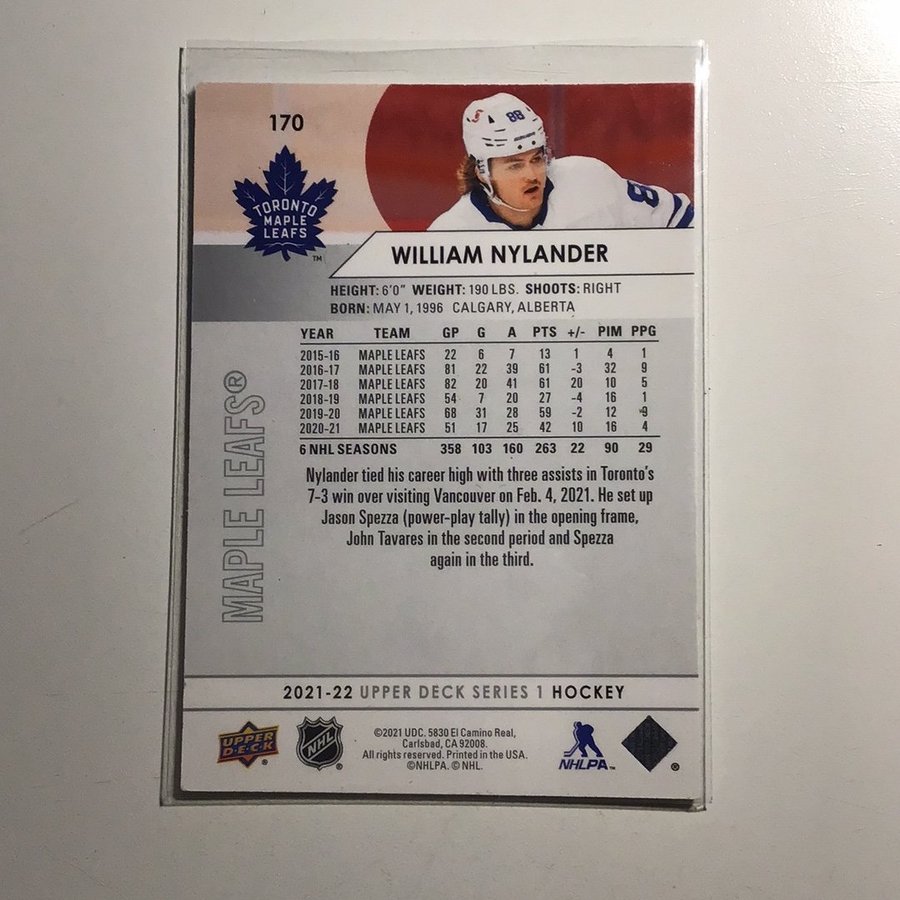 170
88
88
TORONTO
MAPLE
LEAFS
™
WILLIAM NYLANDER
HEIGHT: 6'0" WEIGHT: 190 LBS. SHOOTS: RIGHT
BORN: MAY 1, 1996 CALGARY, ALBERTA
YEAR TEAM GP G A PTS +/- PIM PPG
2015-16 MAPLE LEAFS 22 6 7 13 1 4 1
2016-17 MAPLE LEAFS 81 22 39 61 -3 32 9
2017-18 MAPLE LEAFS 82 20 41 61 20 10 5
2018-19 MAPLE LEAFS 54 7 20 27 -4 16 1
2019-20 MAPLE LEAFS 68 31 28 59 -2 12 9
2020-21 MAPLE LEAFS 51 17 25 42 10 16 4
6 NHL SEASONS 358 103 160 263 22 90 29
MAPLE LEAFS®
Nylander tied his career high with three assists in Toronto's
7-3 win over visiting Vancouver on Feb. 4, 2021. He set up
Jason Spezza (power-play tally) in the opening frame,
John Tavares in the second period and Spezza
again in the third.
2021-22 UPPER DECK SERIES 1 HOCKEY
UPPER
DECK
®
NHL
®
©2021 UDC. 5830 El Camino Real,
Carlsbad, CA 92008.
All rights reserved. Printed in the USA.
©NHLPA. © NHL.
NHLPA™
®